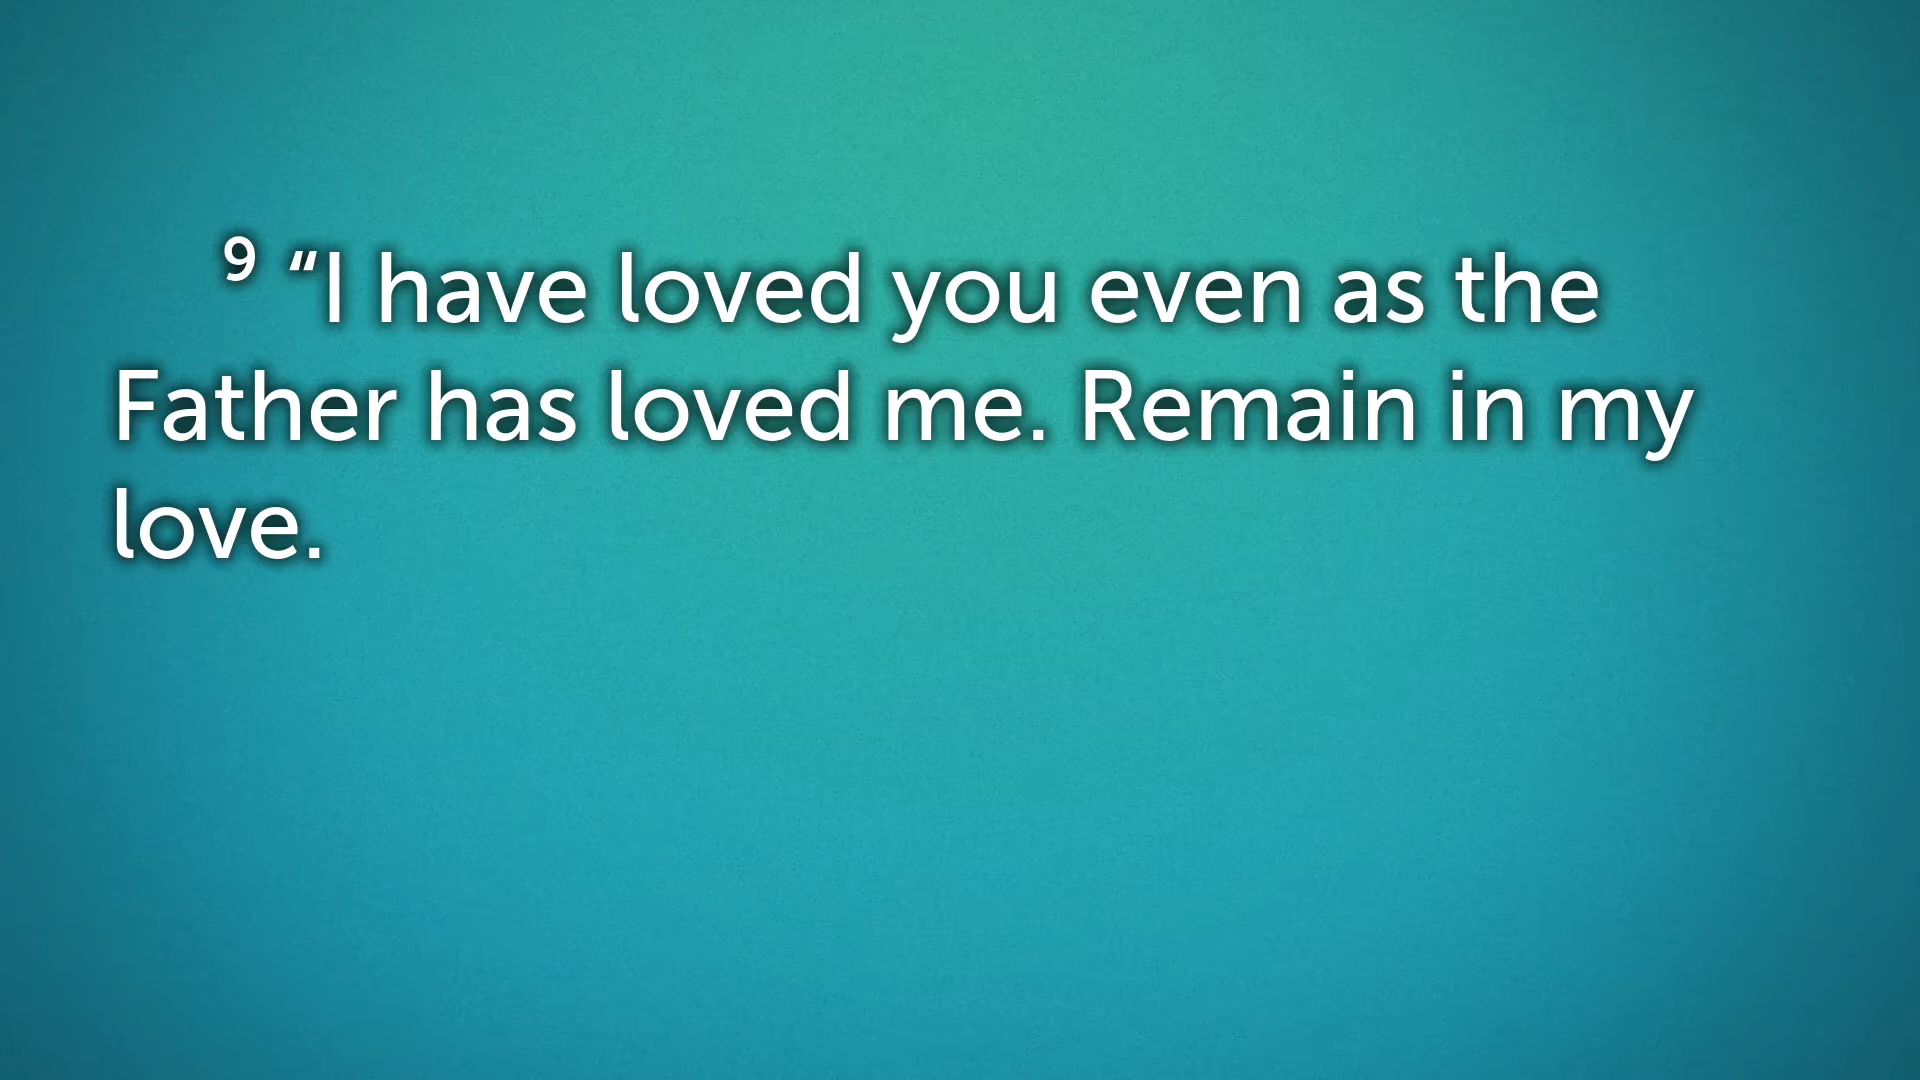 ⁹ “I have loved you even as the
Father has loved me. Remain in my
love.